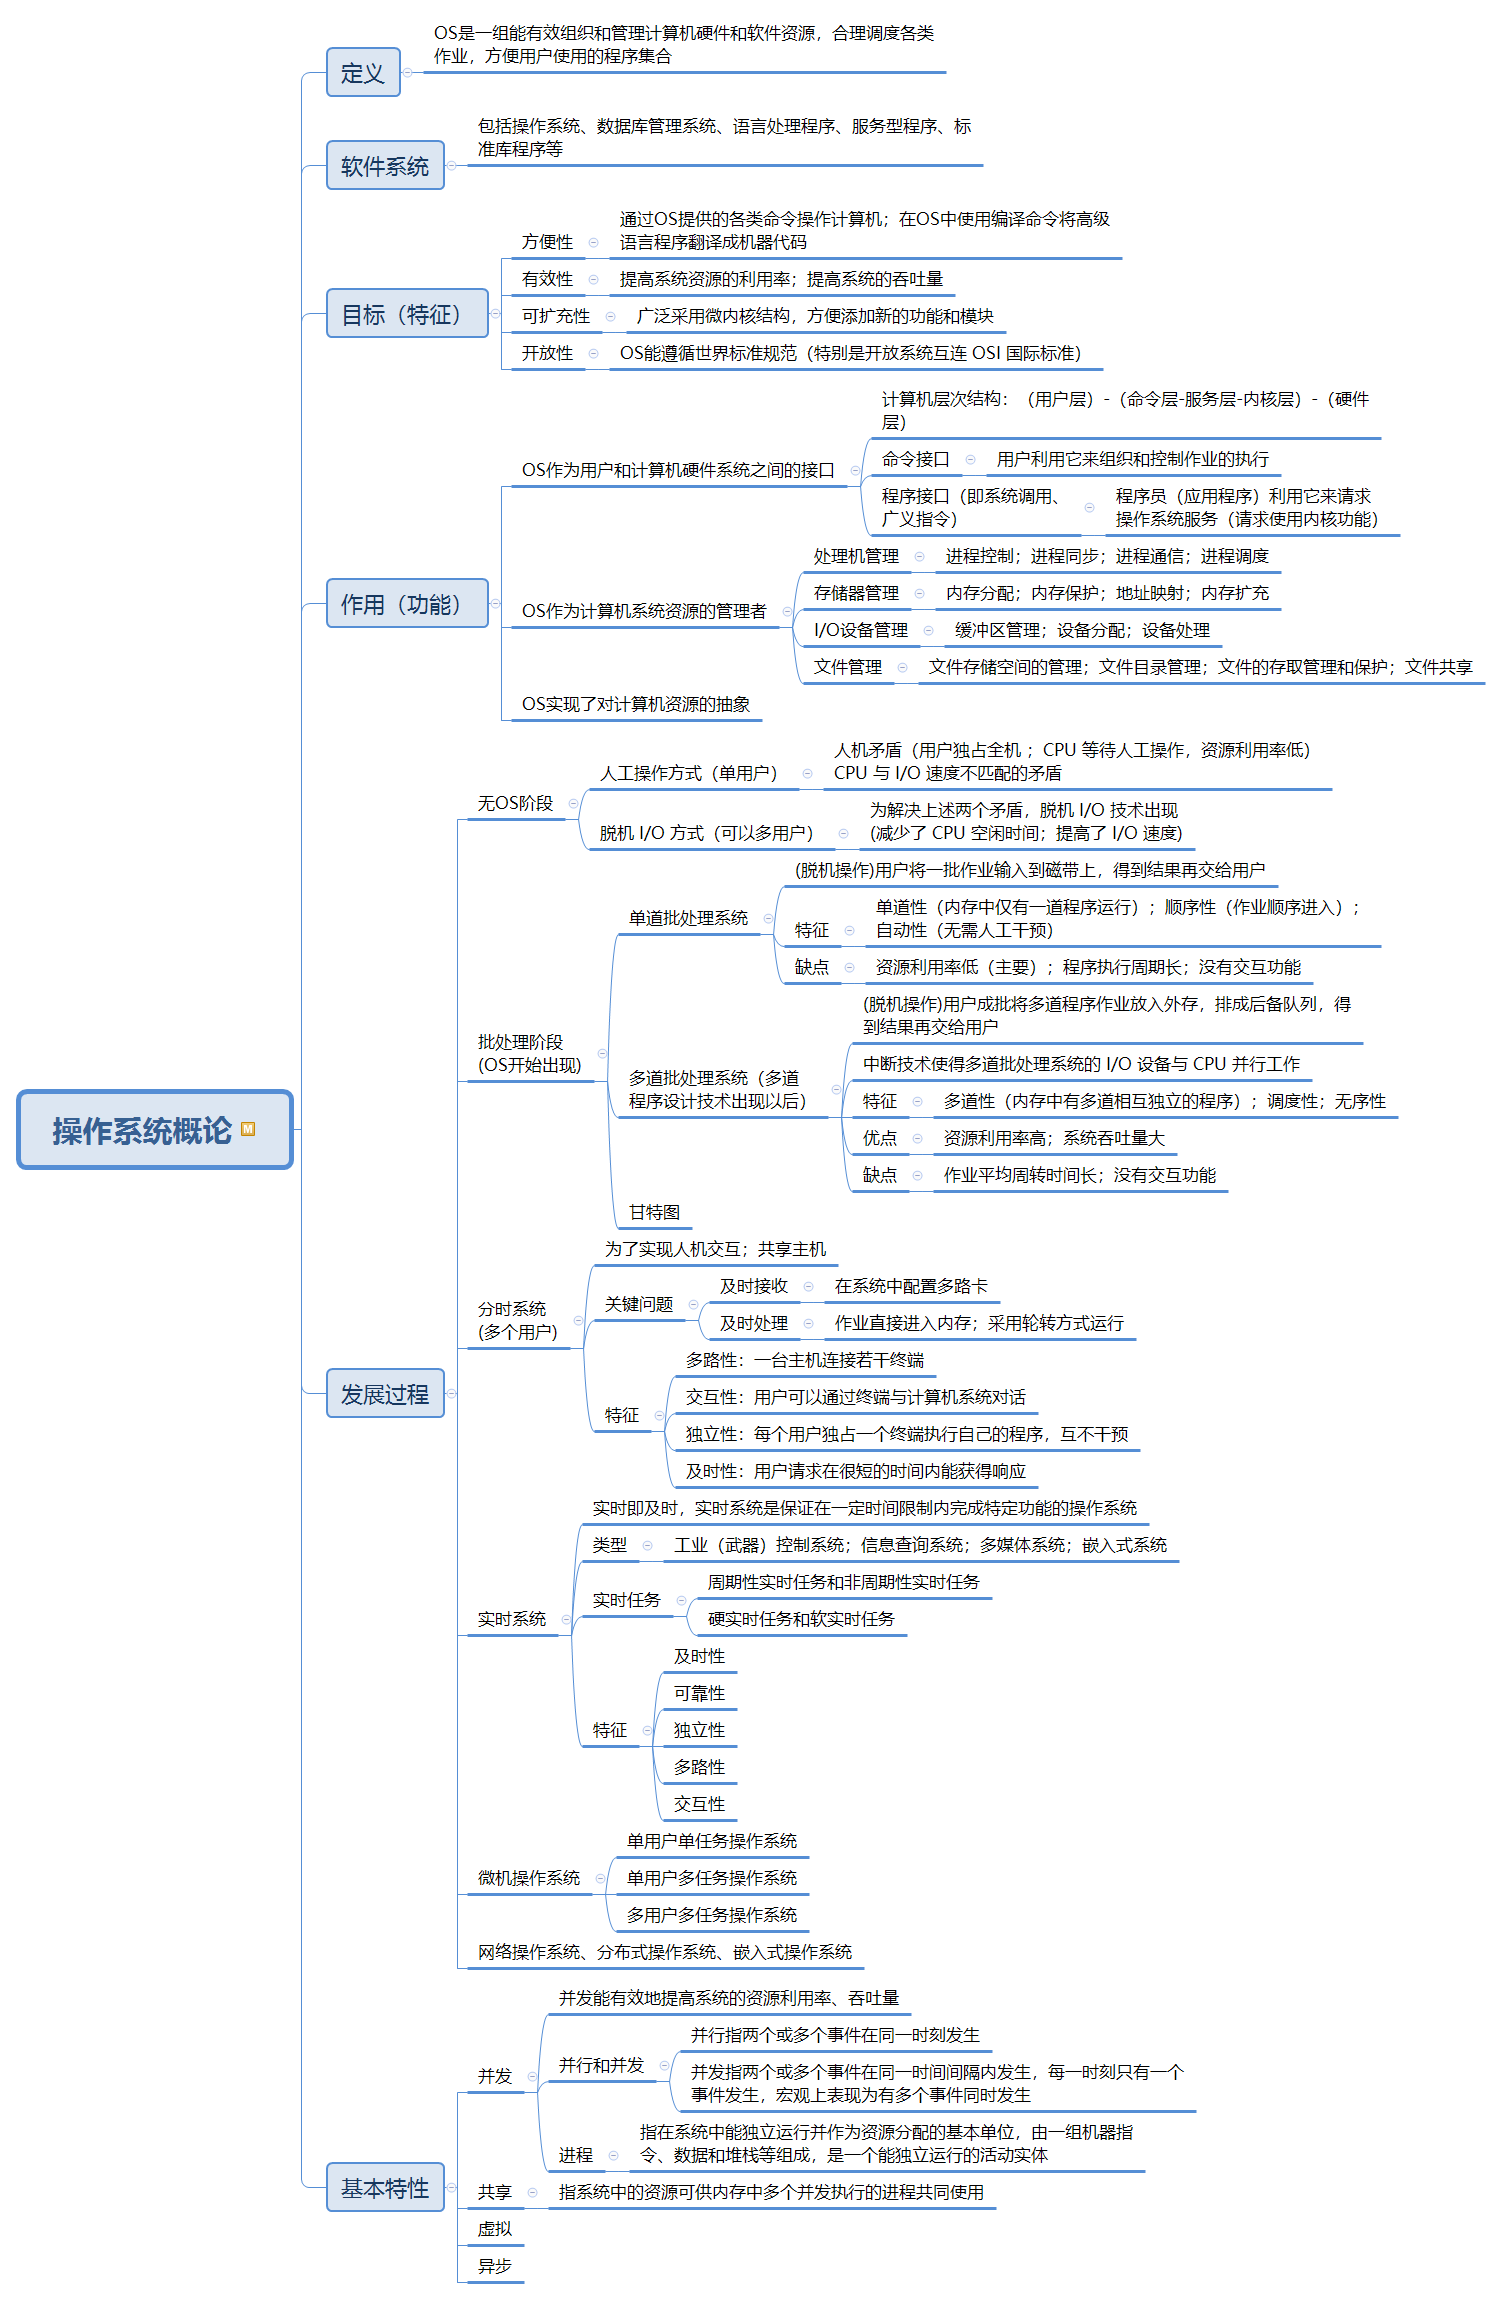 操作系统概论
定义
OS是一组能有效组织和管理计算机硬件和软件资源，合理调度各类
作业，方便用户使用的程序集合
软件系统
包括操作系统、数据库管理系统、语言处理程序、服务型程序、标
准库程序等
目标（特征）
方便性
通过OS提供的各类命令操作计算机；在OS中使用编译命令将高级
语言程序翻译成机器代码
有效性
提高系统资源的利用率；提高系统的吞吐量
可扩充性
广泛采用微内核结构，方便添加新的功能和模块
开放性
OS能遵循世界标准规范（特别是开放系统互连 OSI 国际标准）
作用（功能）
OS作为用户和计算机硬件系统之间的接口
计算机层次结构：（用户层）-（命令层-服务层-内核层）-（硬件
层）
命令接口
用户利用它来组织和控制作业的执行
程序接口（即系统调用、
广义指令）
程序员（应用程序）利用它来请求
操作系统服务（请求使用内核功能）
OS作为计算机系统资源的管理者
处理机管理
进程控制；进程同步；进程通信；进程调度
存储器管理
内存分配；内存保护；地址映射；内存扩充
I/O设备管理
缓冲区管理；设备分配；设备处理
文件管理
文件存储空间的管理；文件目录管理；文件的存取管理和保护；文件共享
OS实现了对计算机资源的抽象
发展过程
无OS阶段
人工操作方式（单用户）
人机矛盾（用户独占全机 ；CPU 等待人工操作，资源利用率低）
CPU 与 I/O 速度不匹配的矛盾
脱机 I/O 方式（可以多用户）
为解决上述两个矛盾，脱机 I/O 技术出现
(减少了 CPU 空闲时间；提高了 I/O 速度)
批处理阶段
(OS开始出现)
单道批处理系统
(脱机操作)用户将一批作业输入到磁带上，得到结果再交给用户
特征
单道性（内存中仅有一道程序运行）；顺序性（作业顺序进入）；
自动性（无需人工干预）
缺点
资源利用率低（主要）；程序执行周期长；没有交互功能
多道批处理系统（多道
程序设计技术出现以后）
(脱机操作)用户成批将多道程序作业放入外存，排成后备队列，得
到结果再交给用户
中断技术使得多道批处理系统的 I/O 设备与 CPU 并行工作
特征
多道性（内存中有多道相互独立的程序）；调度性；无序性
优点
资源利用率高；系统吞吐量大
缺点
作业平均周转时间长；没有交互功能
甘特图
分时系统
(多个用户)
为了实现人机交互；共享主机
关键问题
及时接收
在系统中配置多路卡
及时处理
作业直接进入内存；采用轮转方式运行
特征
多路性：一台主机连接若干终端
交互性：用户可以通过终端与计算机系统对话
独立性：每个用户独占一个终端执行自己的程序，互不干预
及时性：用户请求在很短的时间内能获得响应
实时系统
实时即及时，实时系统是保证在一定时间限制内完成特定功能的操作系统
类型
工业（武器）控制系统；信息查询系统；多媒体系统；嵌入式系统
实时任务
周期性实时任务和非周期性实时任务
硬实时任务和软实时任务
特征
及时性
可靠性
独立性
多路性
交互性
微机操作系统
单用户单任务操作系统
单用户多任务操作系统
多用户多任务操作系统
网络操作系统、分布式操作系统、嵌入式操作系统
基本特性
并发
并发能有效地提高系统的资源利用率、吞吐量
并行和并发
并行指两个或多个事件在同一时刻发生
并发指两个或多个事件在同一时间间隔内发生，每一时刻只有一个
事件发生，宏观上表现为有多个事件同时发生
进程
指在系统中能独立运行并作为资源分配的基本单位，由一组机器指
令、数据和堆栈等组成，是一个能独立运行的活动实体
共享
指系统中的资源可供内存中多个并发执行的进程共同使用
虚拟
异步